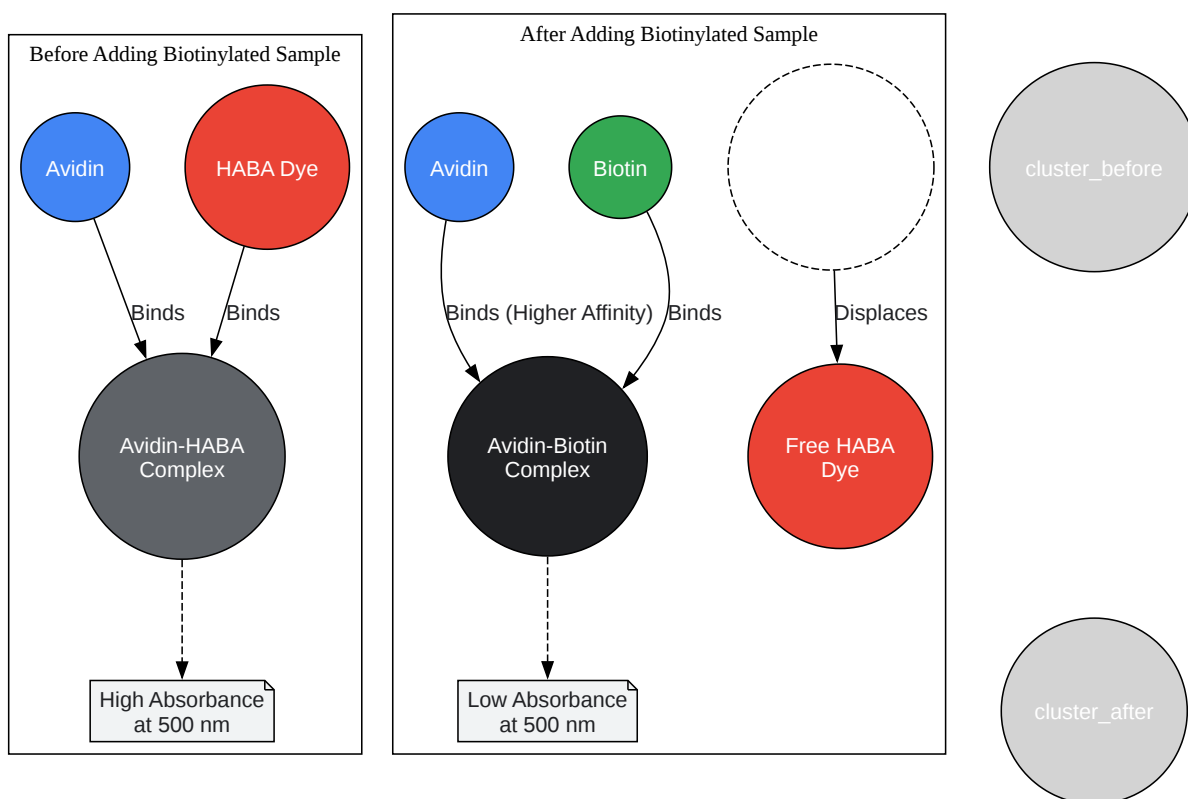 Before Adding Biotinylated Sample
Avidin
HABA Dye
Binds
Binds
Avidin-HABA
Complex
High Absorbance
at 500 nm
After Adding Biotinylated Sample
Avidin
Biotin
Binds (Higher Affinity)
Binds
Displaces
Avidin-Biotin
Complex
Free HABA
Dye
Low Absorbance
at 500 nm
cluster_before
cluster_after